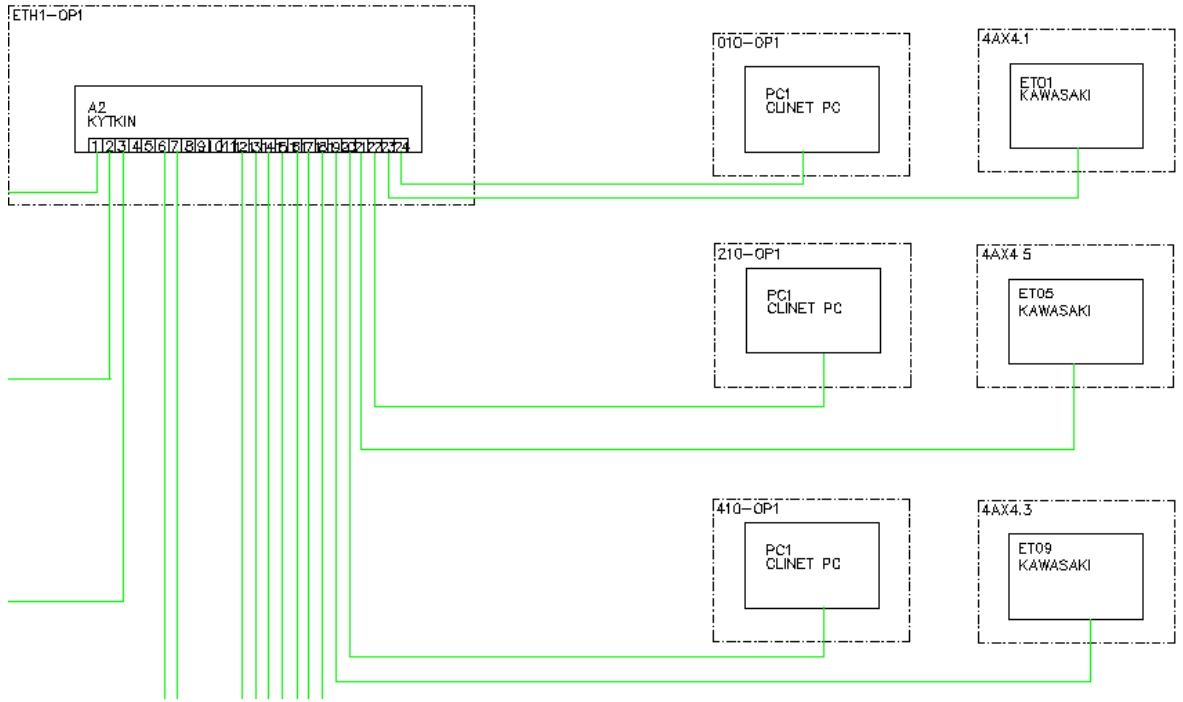 ETH1-OP1
A2
KYTKIN
1 2 3 4 5 6 7 8 9 10 11 12 13 14 15 16 17 18 19 20 21 22 23 24
010-OP1
PC1
CLINET PC
4AX4.1
ET01
KAWASAKI
210-OP1
PC1
CLINET PC
4AX4.5
ET05
KAWASAKI
410-OP1
PC1
CLINET PC
4AX4.3
ET09
KAWASAKI